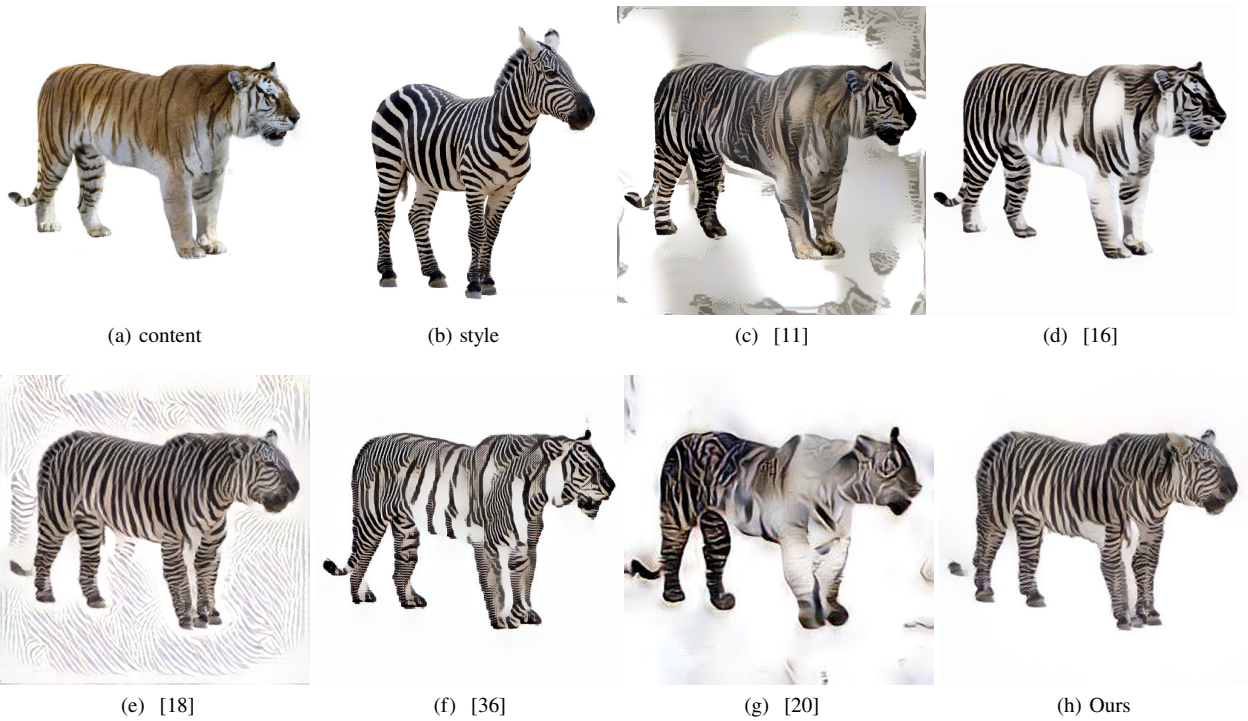 (a) content
(b) style
(c) [11]
(d) [16]
(e) [18]
(f) [36]
(g) [20]
(h) Ours